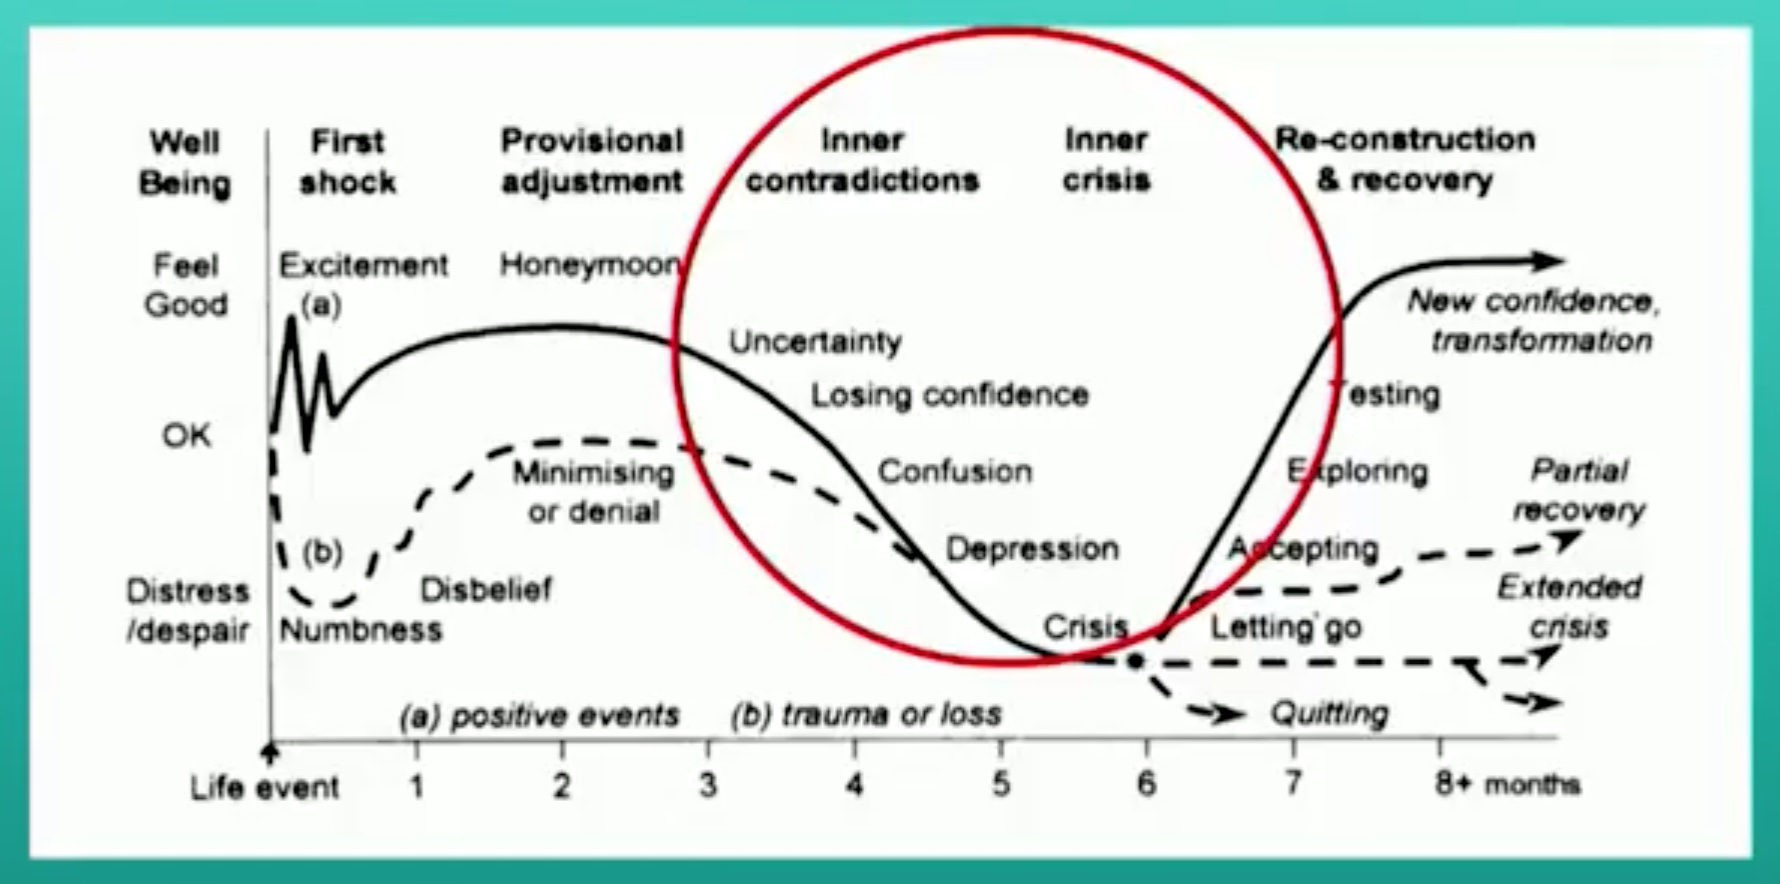 Well
Being
First
shock
Provisional
adjustment
Inner
contradictions
Inner
crisis
Re-construction
& recovery
Feel
Good
Excitement
(a)
Honeymoon
Uncertainty
New confidence,
transformation
Losing confidence
Testing
OK
Minimising
or denial
Confusion
Exploring
Partial
recovery
(b)
Depression
Accepting
Distress
/despair
Disbelief
Numbness
Crisis
Letting go
Extended
crisis
(a) positive events
(b) trauma or loss
Quitting
Life event
1 2 3 4 5 6 7 8+ months